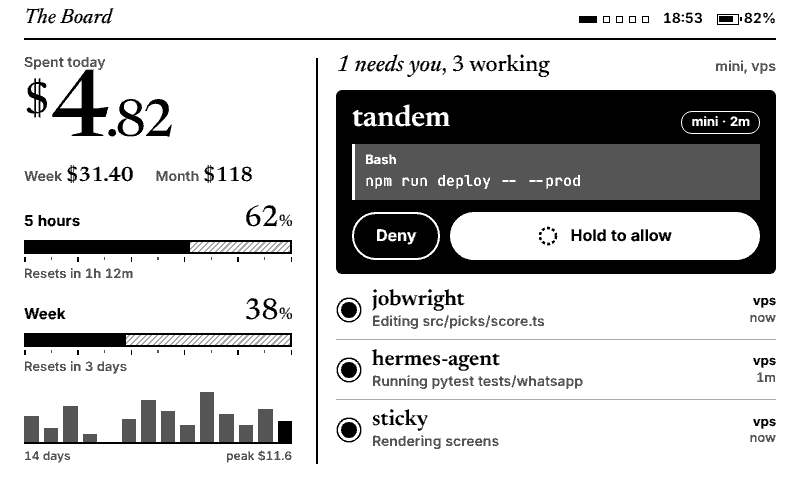 The Board
18:53
82%
Spent today
$4.82
Week $31.40 Month $118
5 hours 62%
Resets in 1h 12m
Week 38%
Resets in 3 days
14 days peak $11.6
1 needs you, 3 working
mini, vps
tandem
mini · 2m
Bash
npm run deploy -- --prod
Deny
Hold to allow
jobwright
vps
Editing src/picks/score.ts
now
hermes-agent
vps
Running pytest tests/whatsapp
1m
sticky
vps
Rendering screens
now